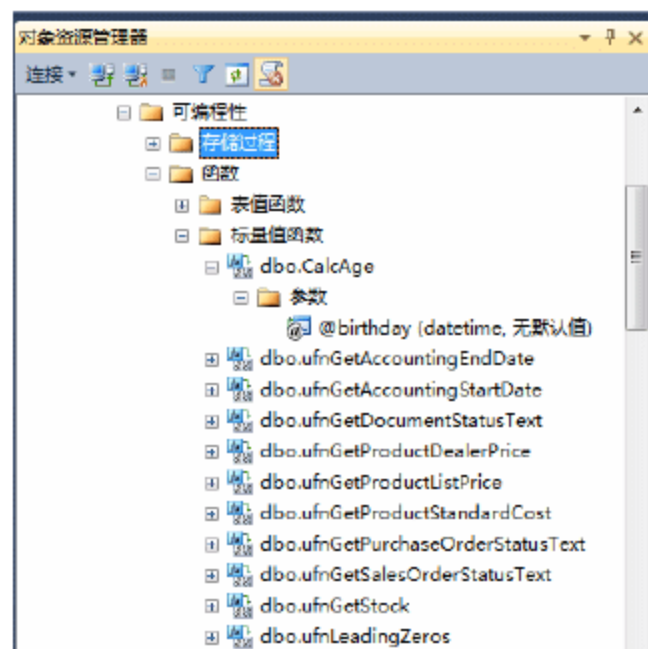 对象资源管理器
连接
可编程性
存储过程
函数
表值函数
标量值函数
dbo.CalcAge
参数
@birthday (datetime, 无默认值)
dbo.ufnGetAccountingEndDate
dbo.ufnGetAccountingStartDate
dbo.ufnGetDocumentStatusText
dbo.ufnGetProductDealerPrice
dbo.ufnGetProductListPrice
dbo.ufnGetProductStandardCost
dbo.ufnGetPurchaseOrderStatusText
dbo.ufnGetSalesOrderStatusText
dbo.ufnGetStock
dbo.ufnLeadingZeros